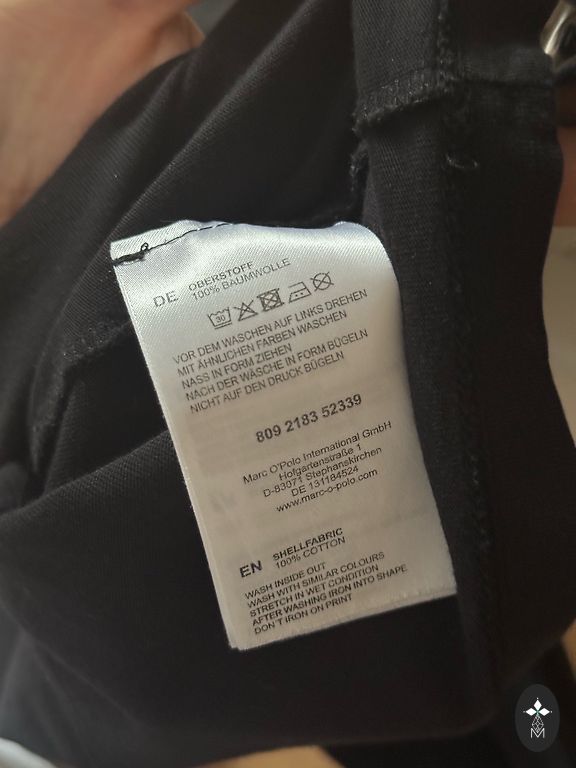 DE OBERSTOFF
100% BAUMWOLLE
30
VOR DEM WASCHEN AUF LINKS DREHEN
MIT ÄHNLICHEN FARBEN WASCHEN
NASS IN FORM ZIEHEN
NACH DER WÄSCHE IN FORM BÜGELN
NICHT AUF DEN DRUCK BÜGELN
809 2183 52339
Marc O'Polo International GmbH
Hofgartenstraße 1
D-83071 Stephanskirchen
DE 131184524
www.marc-o-polo.com
EN SHELLFABRIC
100% COTTON
WASH INSIDE OUT
WASH WITH SIMILAR COLOURS
STRETCH IN WET CONDITION
AFTER WASHING IRON INTO SHAPE
DON'T IRON ON PRINT